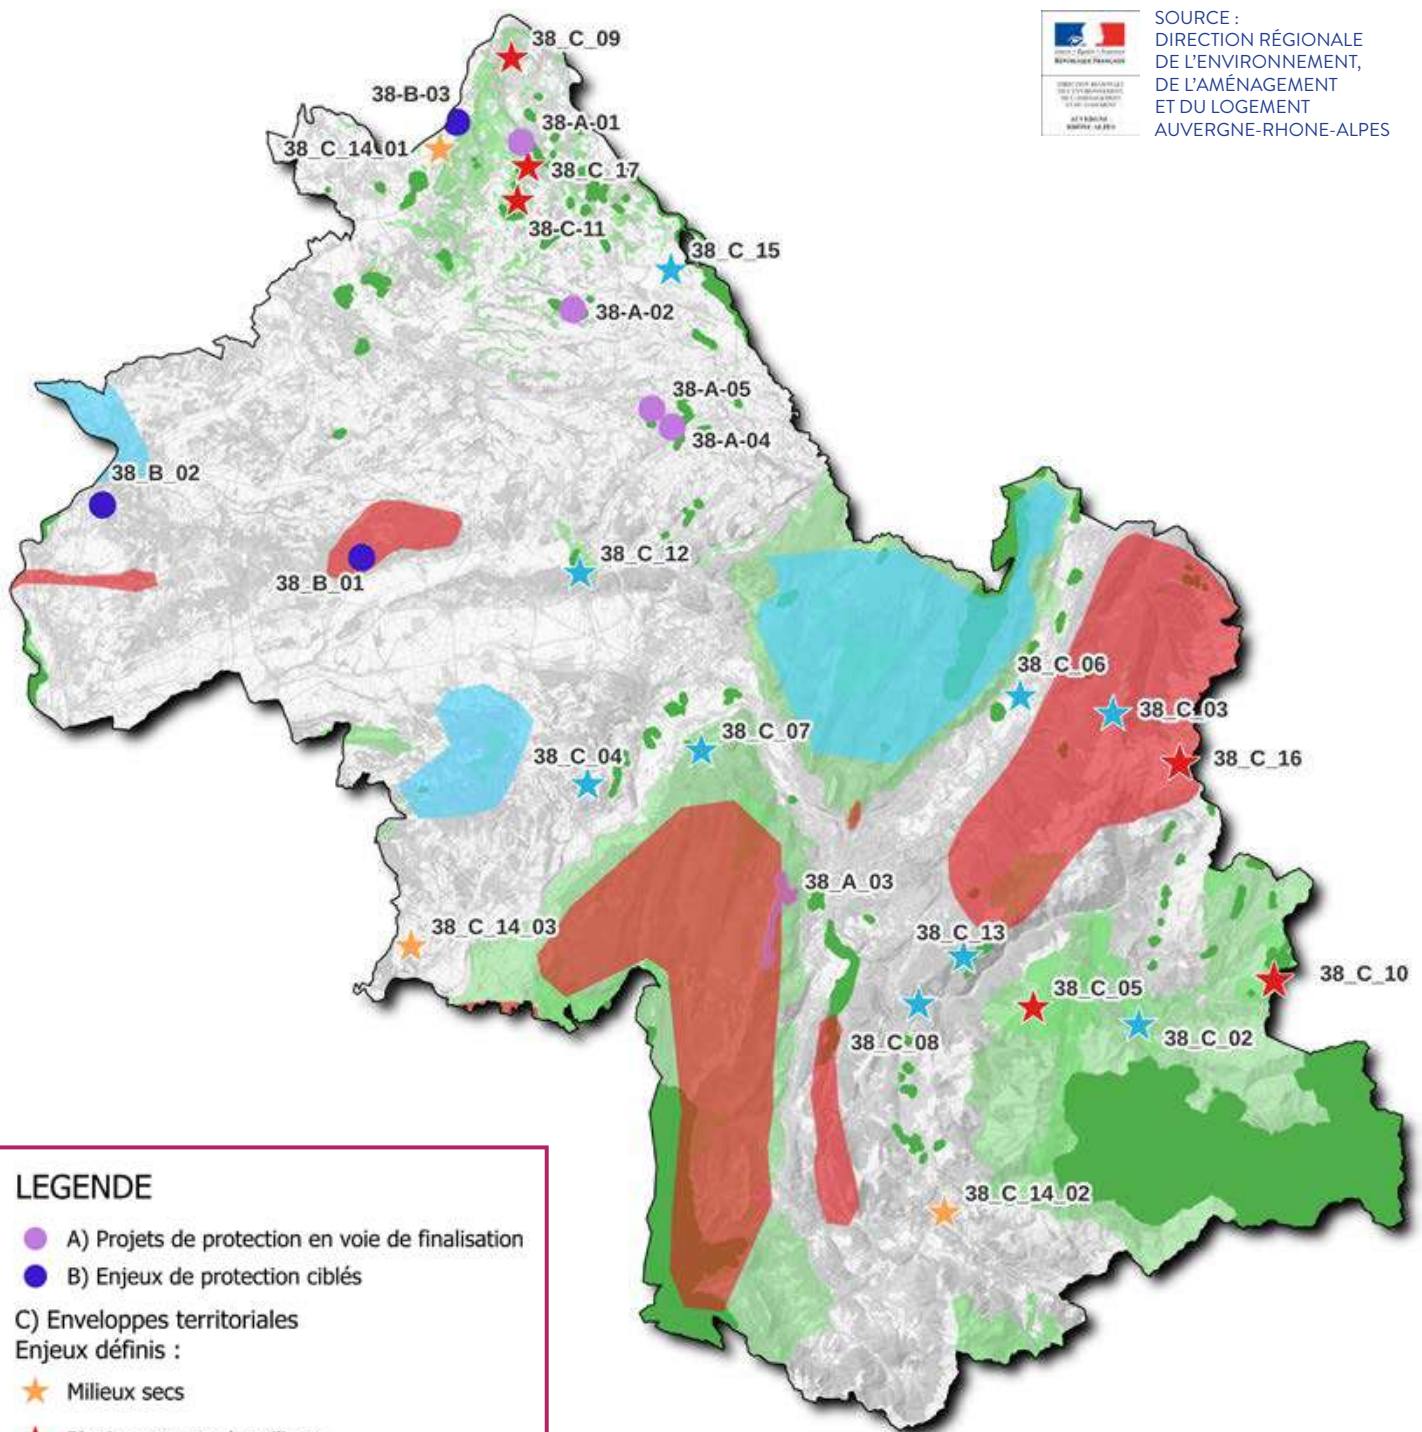 SOURCE :
DIRECTION RÉGIONALE
DE L'ENVIRONNEMENT,
DE L'AMÉNAGEMENT
ET DU LOGEMENT
AUVERGNE-RHONE-ALPES
RÉPUBLIQUE FRANÇAISE
38_C_09
38-B-03
38-A-01
38_C_14_01
38_C_17
38-C-11
38_C_15
38-A-02
38-A-05
38-A-04
38_B_02
38_C_12
38_B_01
38_C_06
38_C_03
38_C_07
38_C_04
38_C_16
38_A_03
38_C_14_03
38_C_13
38_C_10
38_C_05
38_C_08
38_C_02
38_C_14_02
LEGENDE
A) Projets de protection en voie de finalisation
B) Enjeux de protection ciblés
C) Enveloppes territoriales
Enjeux définis :
Milieux secs